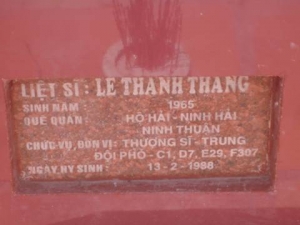 LIỆT SĨ : LÊ THANH THANG
SINH NĂM : 1965
QUÊ QUÁN : HỘ HẢI - NINH HẢI
NINH THUẬN
CHỨC VỤ, ĐƠN VỊ : THƯỢNG SĨ - TRUNG
ĐỘI PHÓ - C1, D7, E29, F307
NGÀY HY SINH : 13 - 2 - 1988